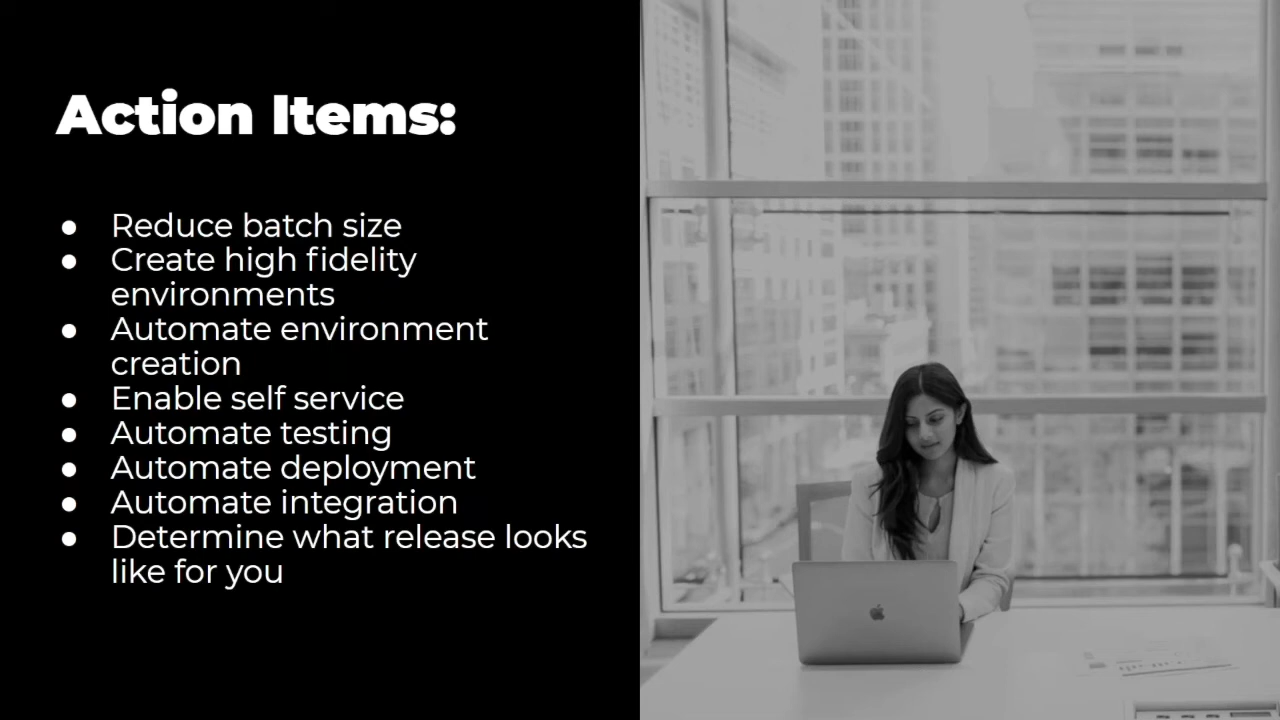 Action Items:
● Reduce batch size
● Create high fidelity
environments
● Automate environment
creation
● Enable self service
● Automate testing
● Automate deployment
● Automate integration
● Determine what release looks
like for you